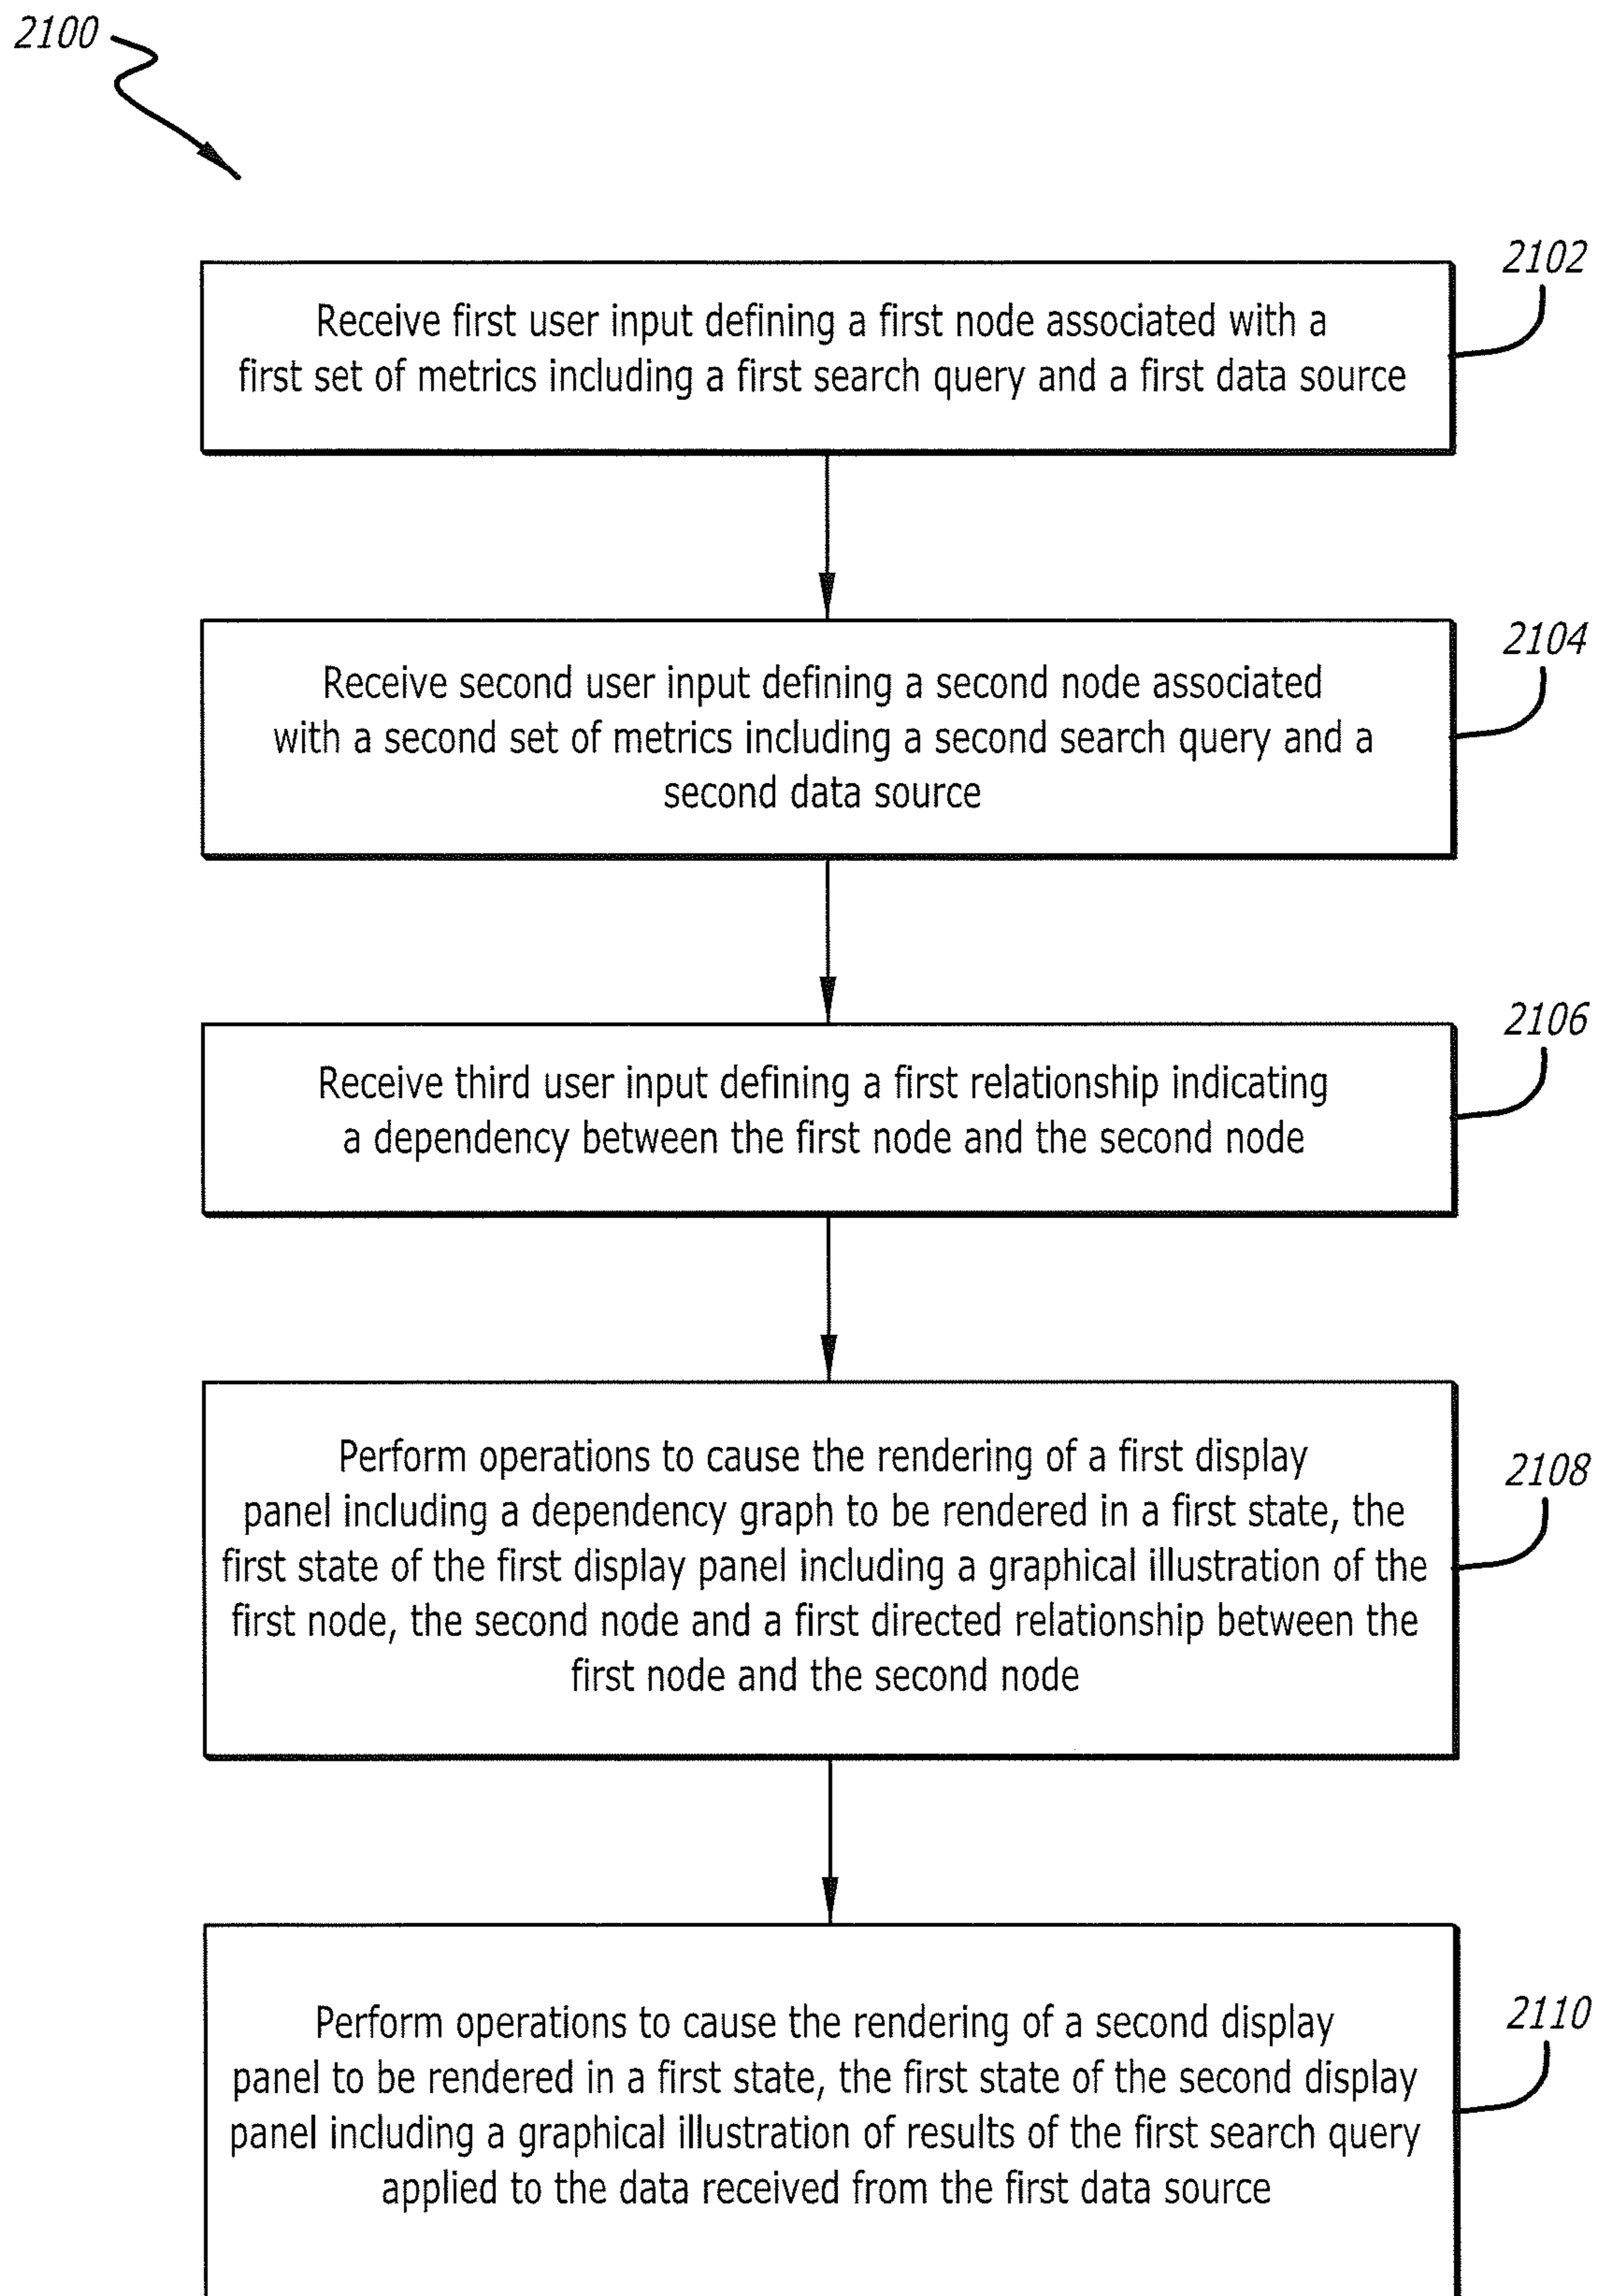 2100
2102
Receive first user input defining a first node associated with a
first set of metrics including a first search query and a first data source
2104
Receive second user input defining a second node associated
with a second set of metrics including a second search query and a
second data source
2106
Receive third user input defining a first relationship indicating
a dependency between the first node and the second node
2108
Perform operations to cause the rendering of a first display
panel including a dependency graph to be rendered in a first state, the
first state of the first display panel including a graphical illustration of the
first node, the second node and a first directed relationship between the
first node and the second node
2110
Perform operations to cause the rendering of a second display
panel to be rendered in a first state, the first state of the second display
panel including a graphical illustration of results of the first search query
applied to the data received from the first data source